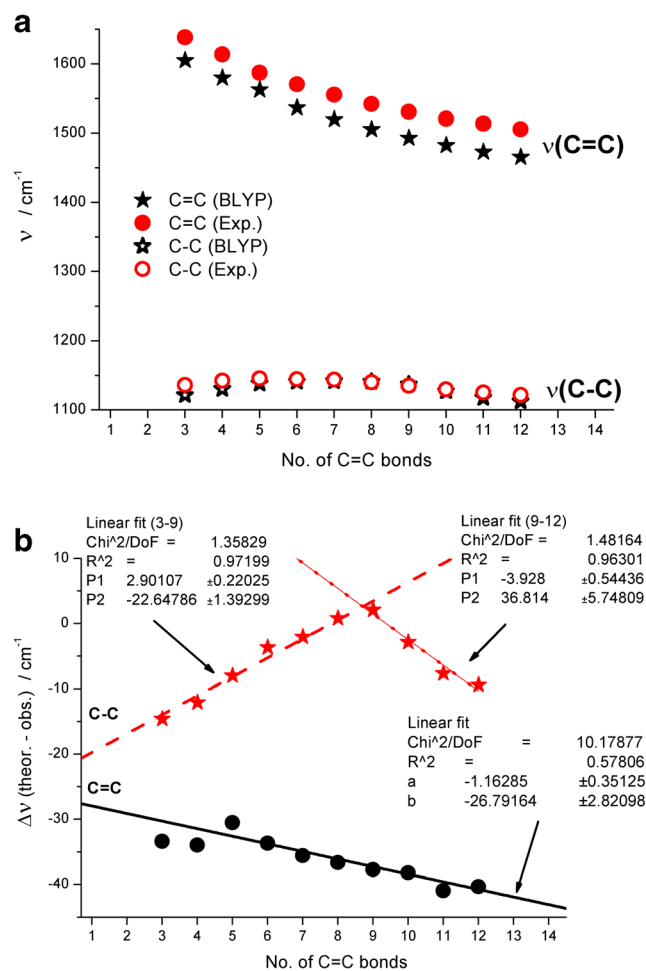 a
1600
1500
1400
1300
1200
1100
ν / cm⁻¹
ν(C=C)
C=C (BLYP)
C=C (Exp.)
C-C (BLYP)
C-C (Exp.)
ν(C-C)
1 2 3 4 5 6 7 8 9 10 11 12 13 14
No. of C=C bonds
b
Linear fit (3-9)
Chi^2/DoF = 1.35829
R^2 = 0.97199
P1 2.90107 ±0.22025
P2 -22.64786 ±1.39299
Linear fit (9-12)
Chi^2/DoF = 1.48164
R^2 = 0.96301
P1 -3.928 ±0.54436
P2 36.814 ±5.74809
10
0
-10
-20
-30
-40
Δν (theor. - obs.) / cm⁻¹
C-C
C=C
Linear fit
Chi^2/DoF = 10.17877
R^2 = 0.57806
a -1.16285 ±0.35125
b -26.79164 ±2.82098
1 2 3 4 5 6 7 8 9 10 11 12 13 14
No. of C=C bonds